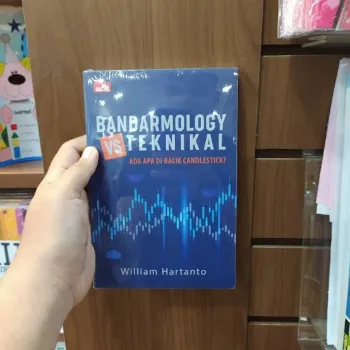 BANDARMOLOGY
VS TEKNIKAL
ADA APA DI BALIK CANDLESTICK?
William Hartanto